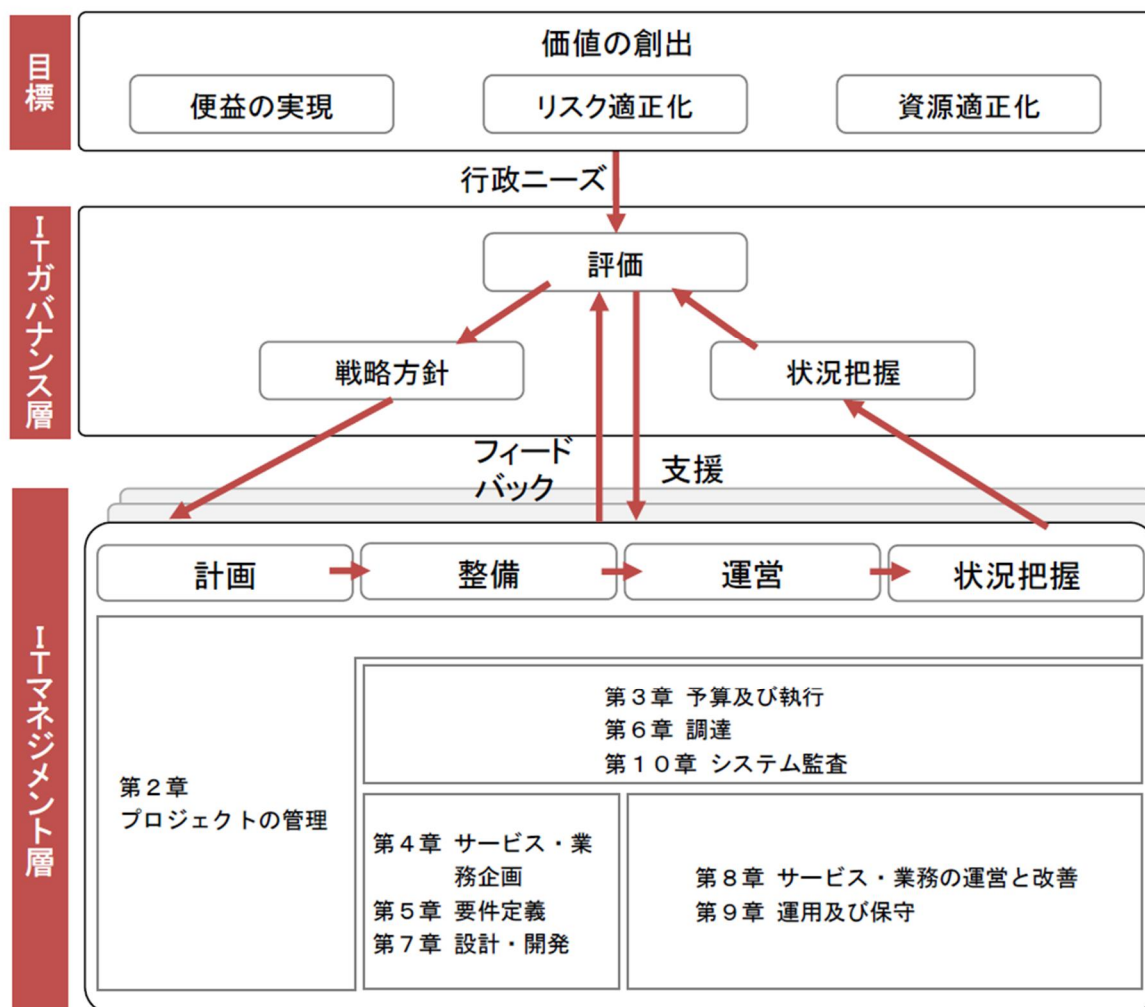 目標
価値の創出
便益の実現
リスク適正化
資源適正化
行政ニーズ
ITガバナンス層
評価
戦略方針
状況把握
フィード
バック
支援
ITマネジメント層
計画
整備
運営
状況把握
第2章
プロジェクトの管理
第3章 予算及び執行
第6章 調達
第10章 システム監査
第4章 サービス・業
務企画
第5章 要件定義
第7章 設計・開発
第8章 サービス・業務の運営と改善
第9章 運用及び保守